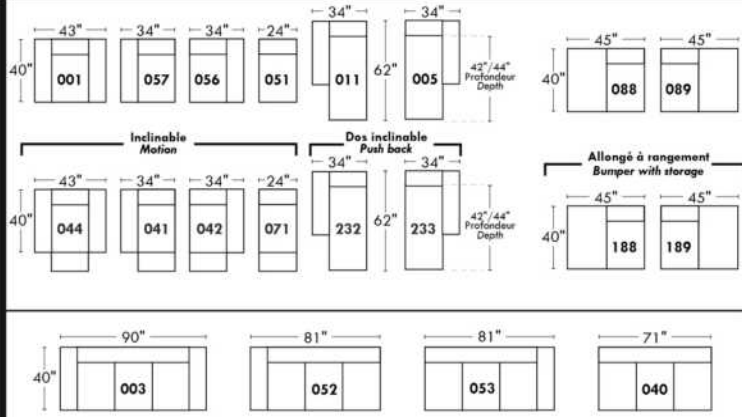 43" 34" 34" 24" 34" 34" 45" 45"
40" 001 057 056 051 011 62" 005 42"/44" Profondeur Depth 40" 088 089
Inclinable
Motion
Dos inclinable
Push back
Allongé à rangement
Bumper with storage
43" 34" 34" 24" 34" 34" 45" 45"
40" 044 041 042 071 232 62" 233 42"/44" Profondeur Depth 40" 188 189
90" 81" 81" 71"
40" 003 052 053 040